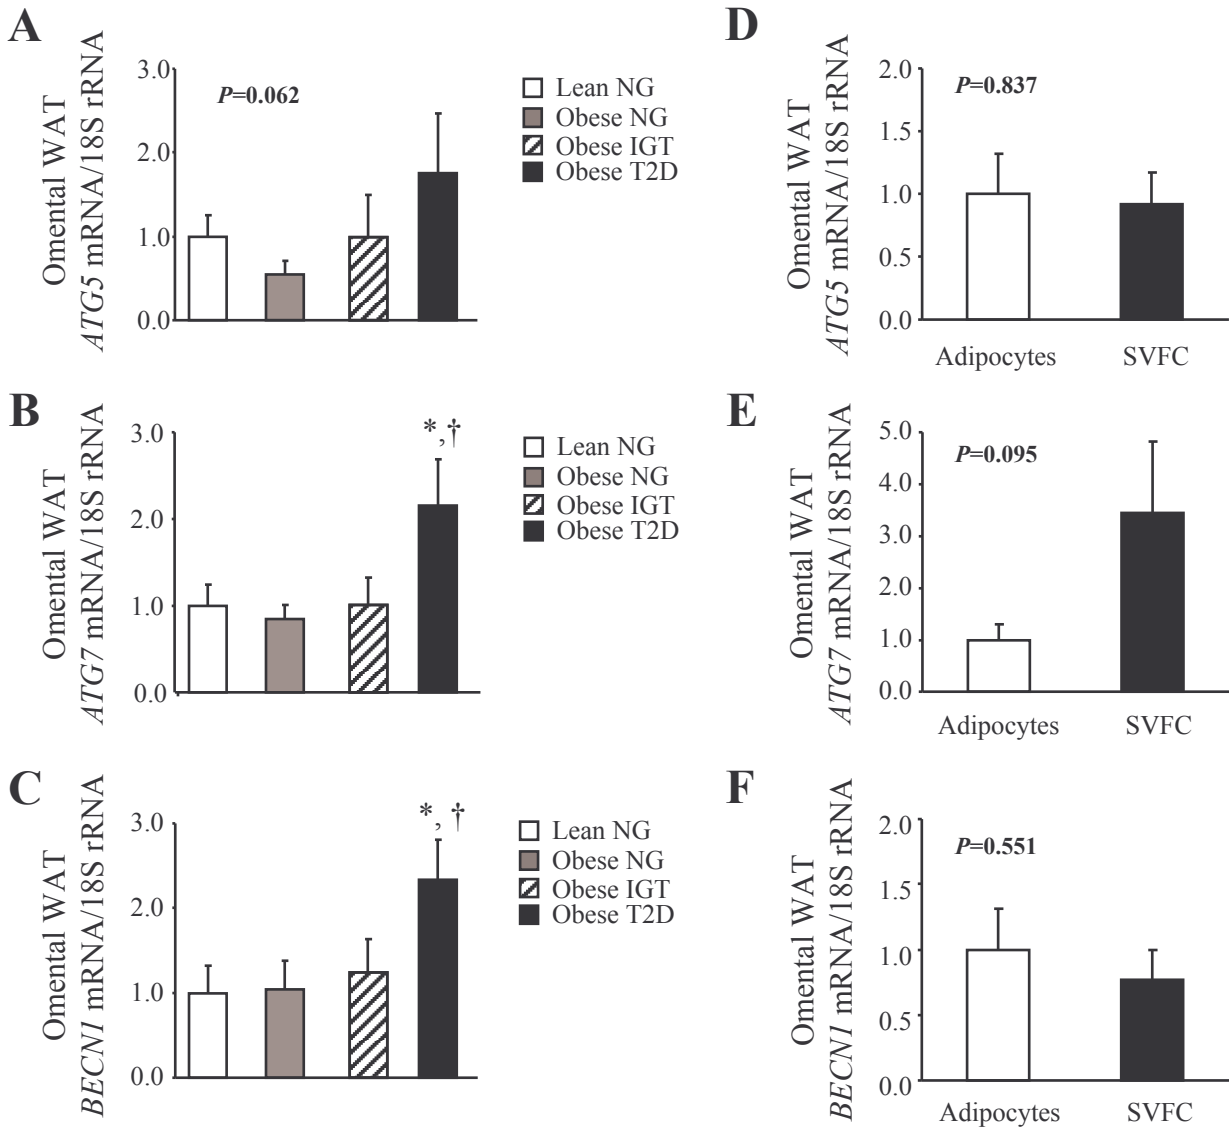 A
Omental WAT
ATG5 mRNA/18S rRNA
3.0
2.0
1.0
0.0
P=0.062
Lean NG
Obese NG
Obese IGT
Obese T2D
D
Omental WAT
ATG5 mRNA/18S rRNA
2.0
1.5
1.0
0.5
0.0
P=0.837
Adipocytes
SVFC
B
Omental WAT
ATG7 mRNA/18S rRNA
3.0
2.0
1.0
0.0
*,†
Lean NG
Obese NG
Obese IGT
Obese T2D
E
Omental WAT
ATG7 mRNA/18S rRNA
5.0
4.0
3.0
2.0
1.0
0.0
P=0.095
Adipocytes
SVFC
C
Omental WAT
BECN1 mRNA/18S rRNA
3.0
2.0
1.0
0.0
*, †
Lean NG
Obese NG
Obese IGT
Obese T2D
F
Omental WAT
BECN1 mRNA/18S rRNA
2.0
1.5
1.0
0.5
0.0
P=0.551
Adipocytes
SVFC